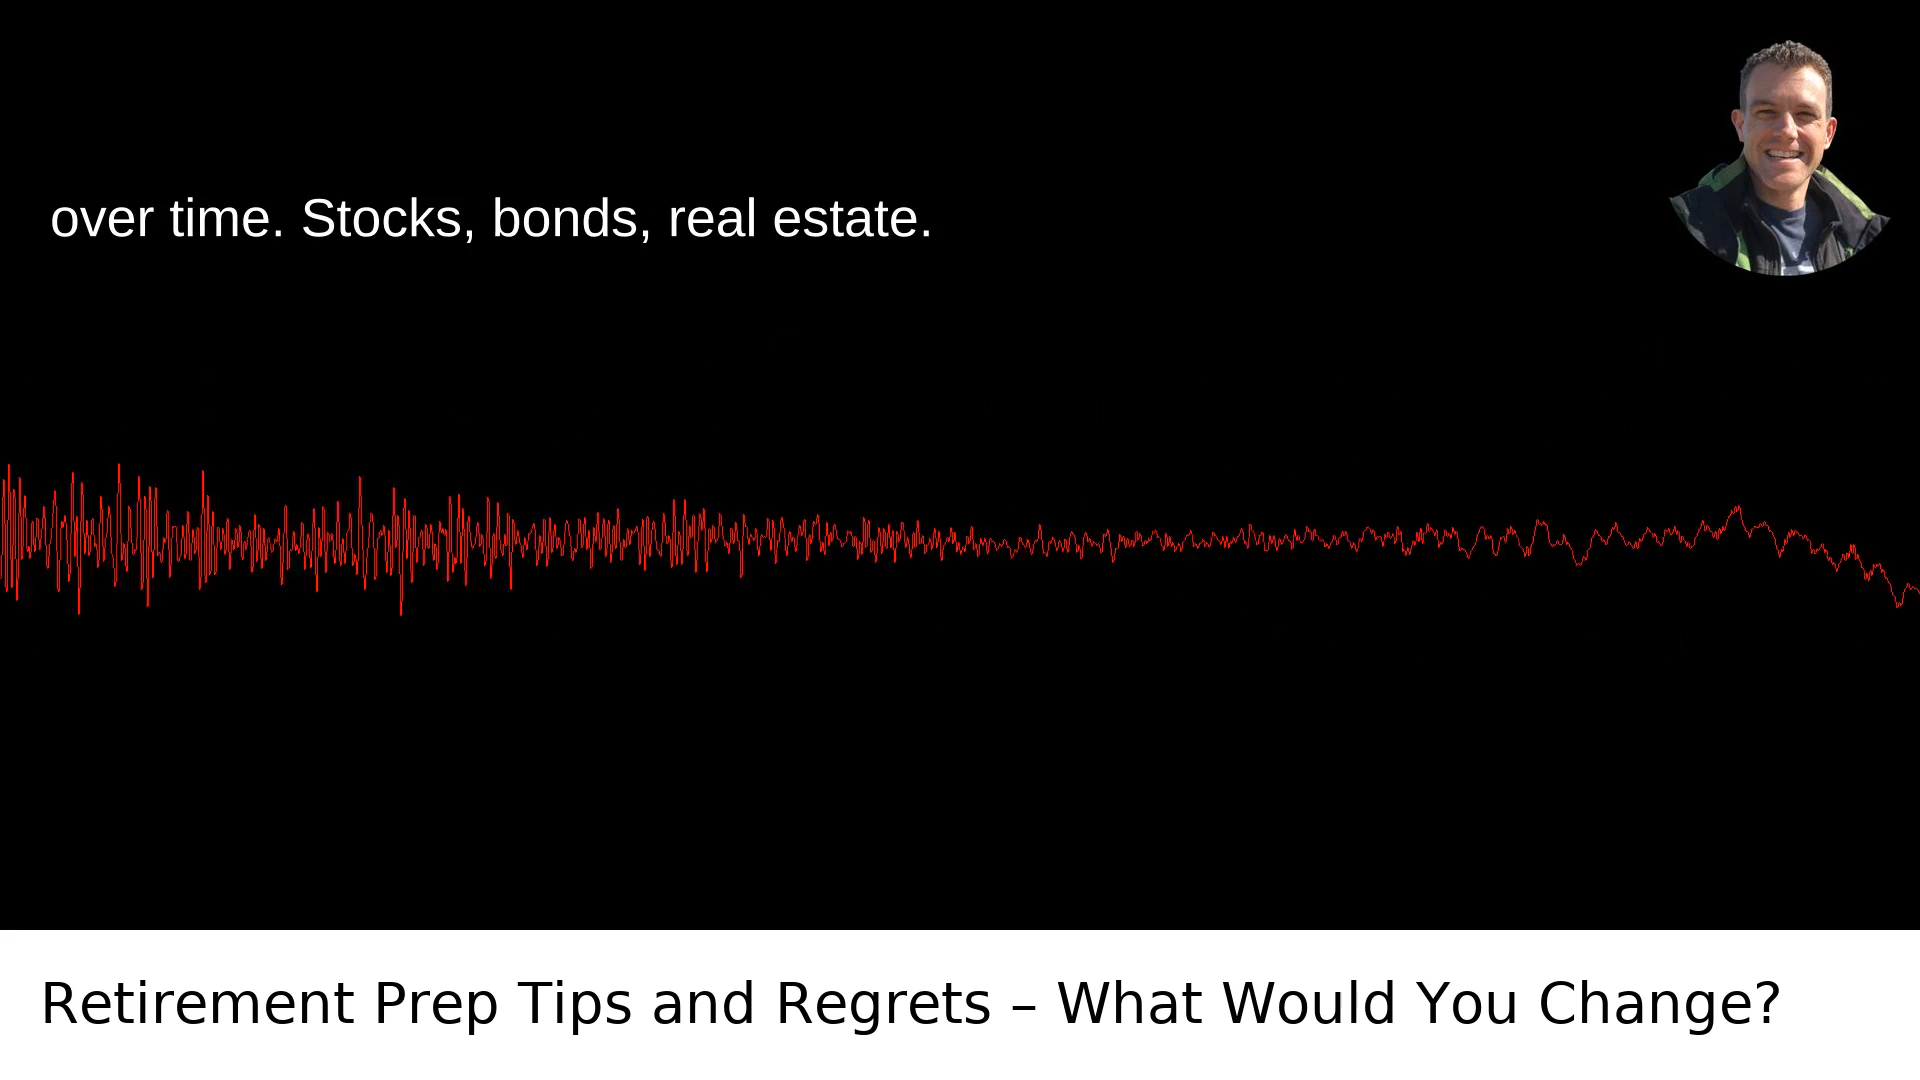 over time. Stocks, bonds, real estate.
Retirement Prep Tips and Regrets – What Would You Change?